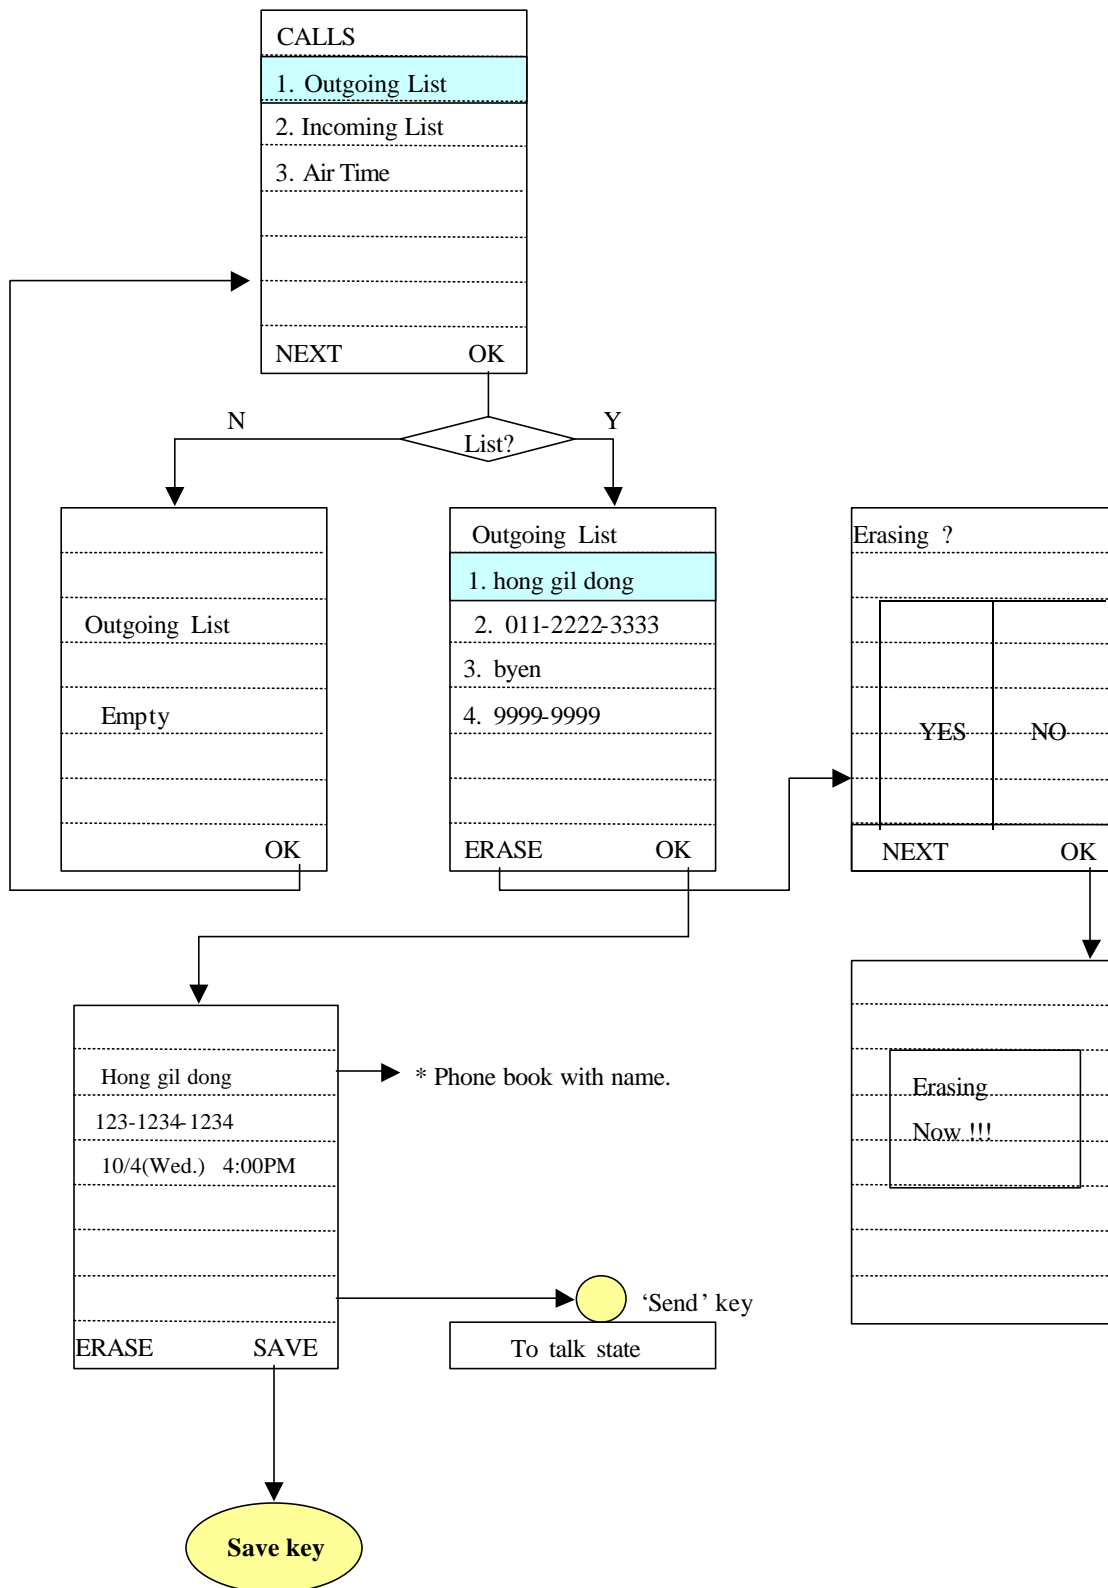 CALLS
1. Outgoing List
2. Incoming List
3. Air Time
NEXT OK
N Y
List?
Outgoing List
Empty
OK
Outgoing List
1. hong gil dong
2. 011-2222-3333
3. byen
4. 9999-9999
ERASE OK
Erasing ?
YES NO
NEXT OK
Erasing
Now !!!
Hong gil dong
123-1234-1234
10/4(Wed.) 4:00PM
ERASE SAVE
* Phone book with name.
‘Send’ key
To talk state
Save key